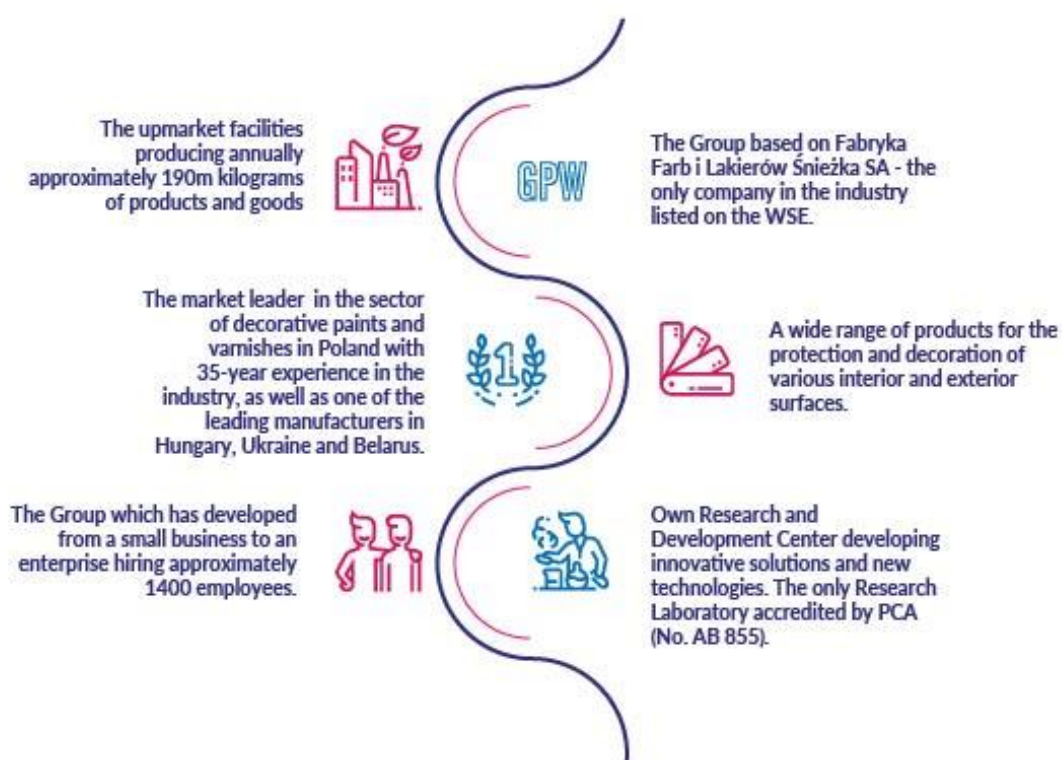 The upmarket facilities
producing annually
approximately 190m kilograms
of products and goods
GPW
The Group based on Fabryka
Farb i Lakierów Śnieżka SA - the
only company in the industry
listed on the WSE.
The market leader in the sector
of decorative paints and
varnishes in Poland with
35-year experience in the
industry, as well as one of the
leading manufacturers in
Hungary, Ukraine and Belarus.
1
A wide range of products for the
protection and decoration of
various interior and exterior
surfaces.
The Group which has developed
from a small business to an
enterprise hiring approximately
1400 employees.
Own Research and
Development Center developing
innovative solutions and new
technologies. The only Research
Laboratory accredited by PCA
(No. AB 855).